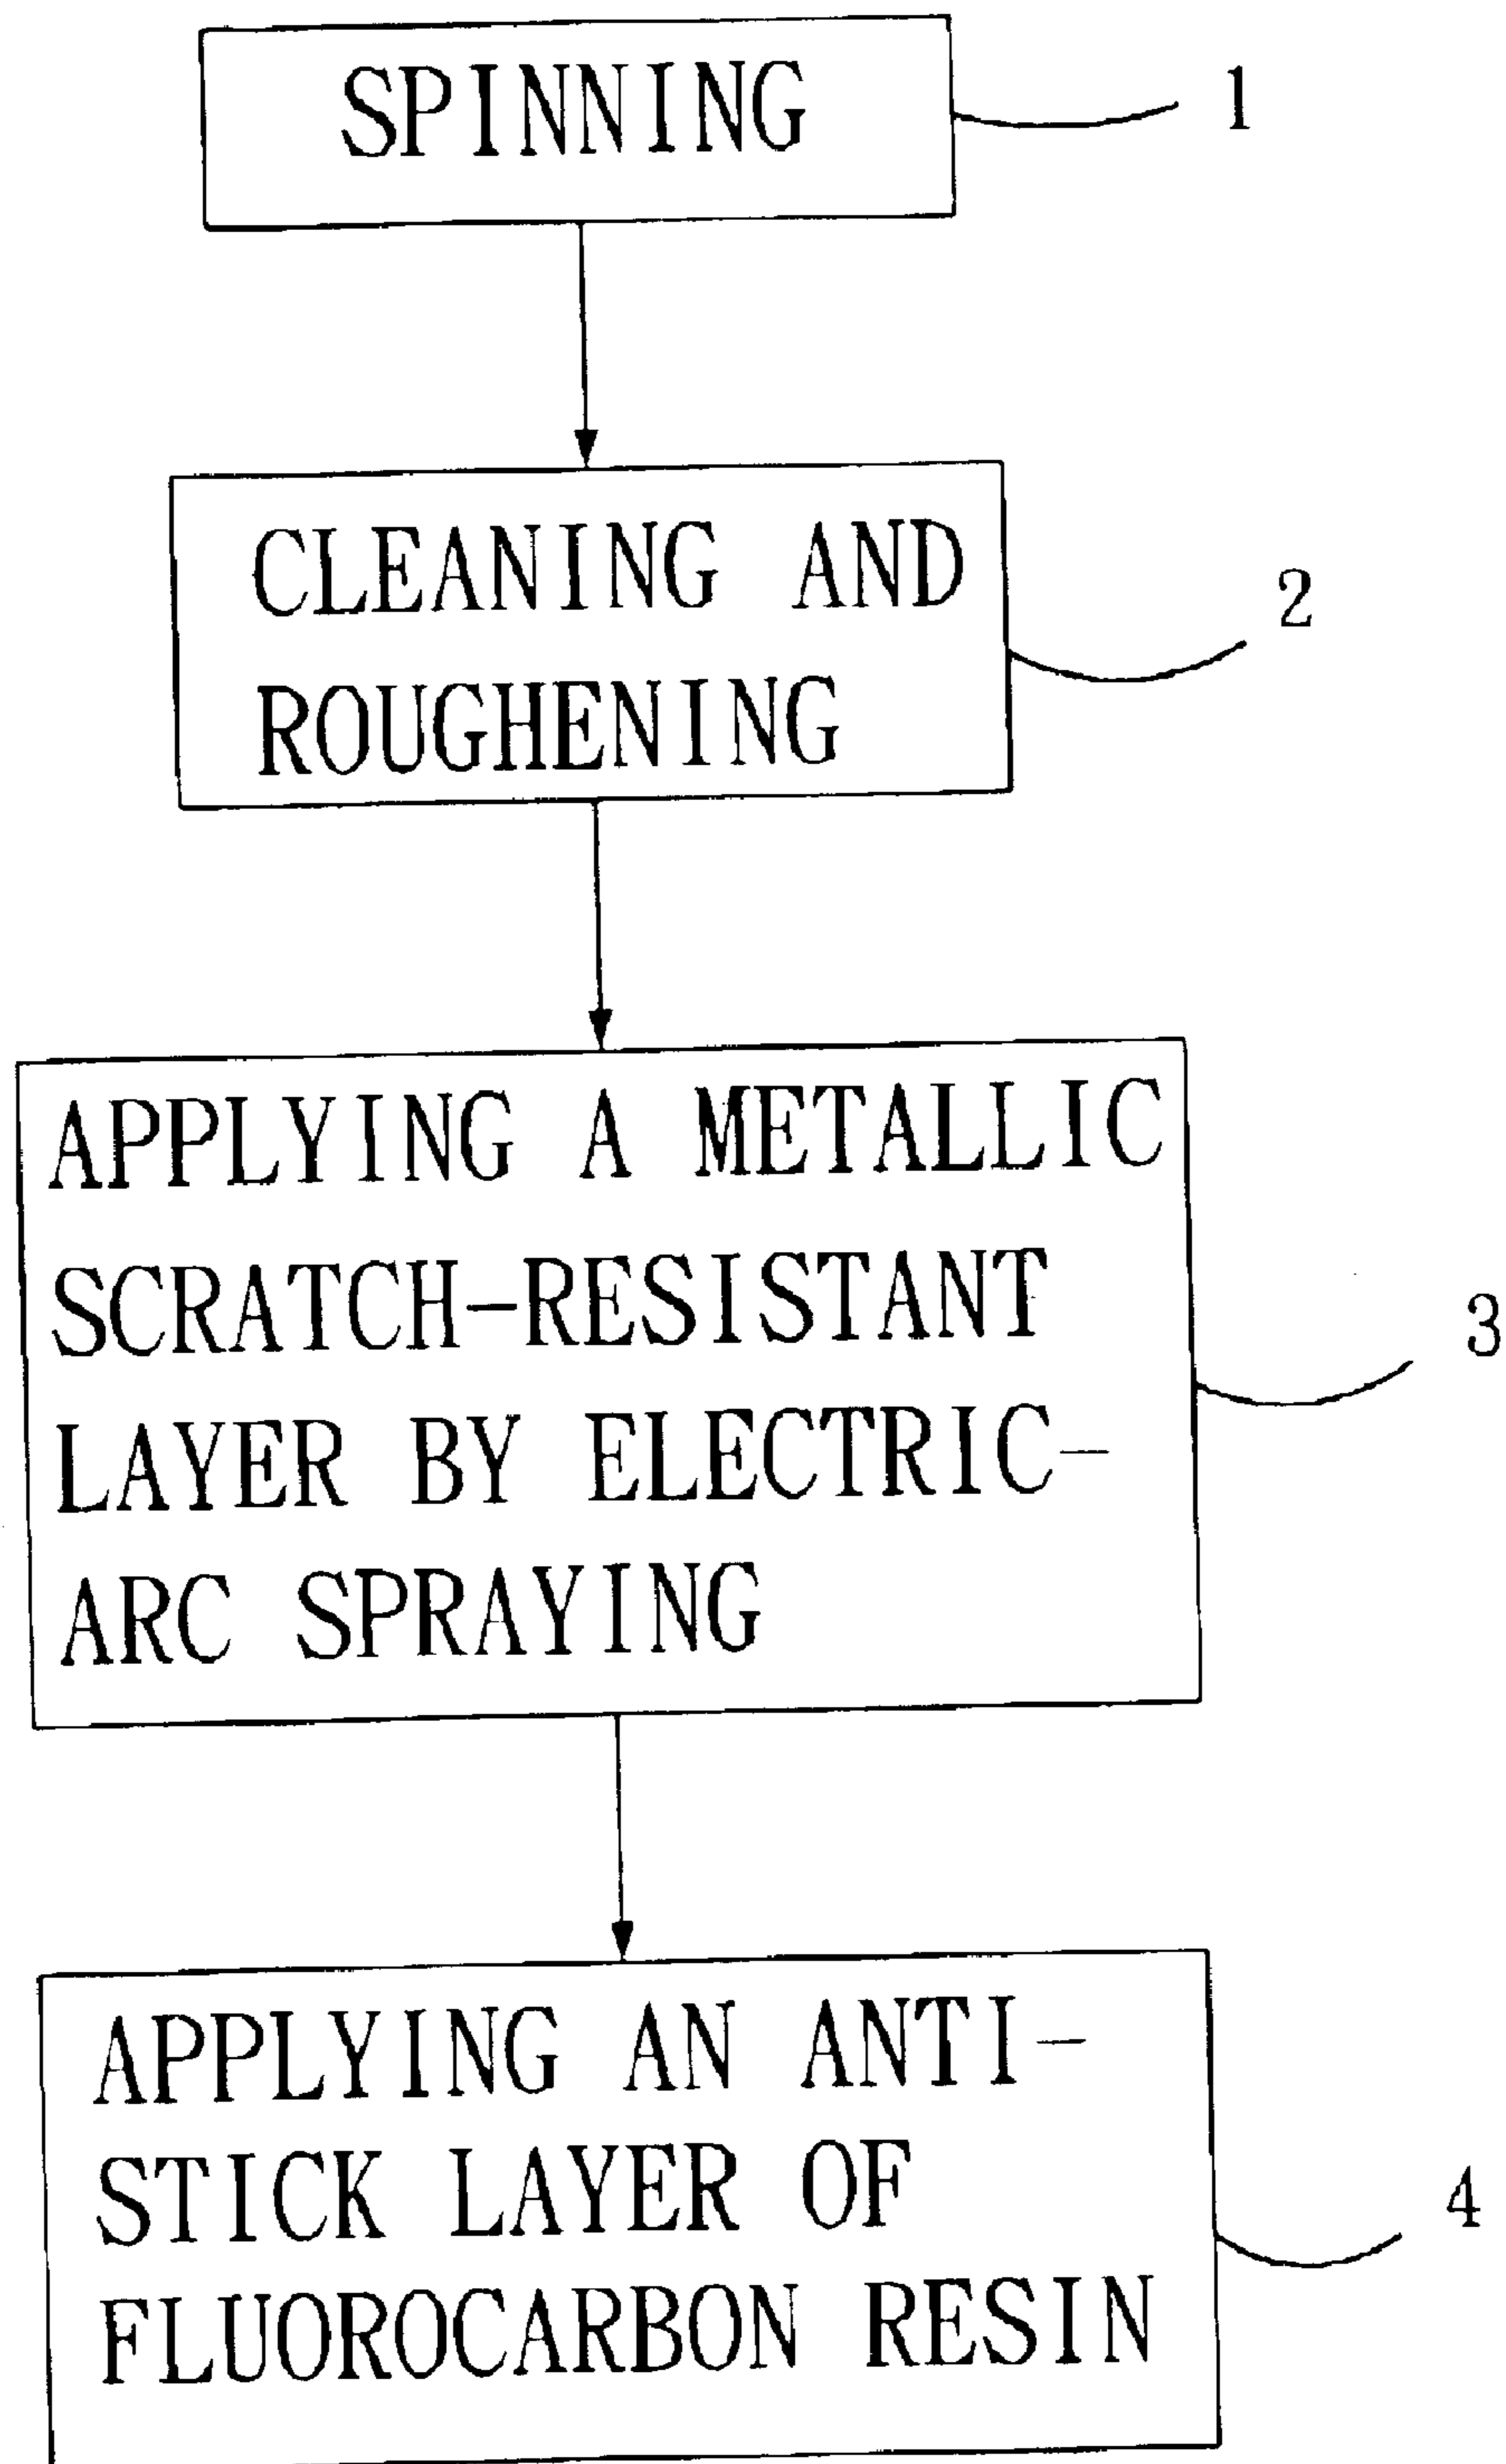 SPINNING
1
CLEANING AND
ROUGHENING
2
APPLYING A METALLIC
SCRATCH-RESISTANT
LAYER BY ELECTRIC-
ARC SPRAYING
3
APPLYING AN ANTI-
STICK LAYER OF
FLUOROCARBON RESIN
4